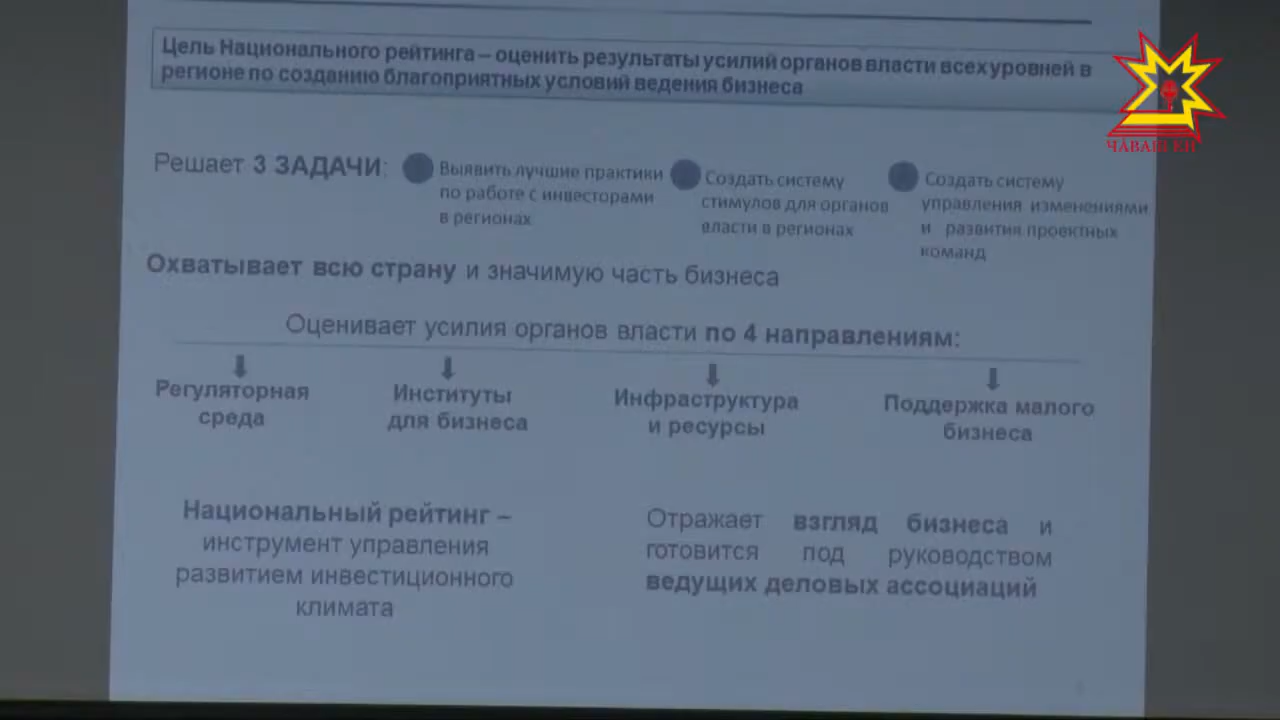 Цель Национального рейтинга – оценить результаты усилий органов власти всех уровней в
регионе по созданию благоприятных условий ведения бизнеса
ЧӐВАШ ЕН
Решает 3 ЗАДАЧИ:
Выявить лучшие практики
по работе с инвесторами
в регионах
Создать систему
стимулов для органов
власти в регионах
Создать систему
управления изменениями
и развития проектных
команд
Охватывает всю страну и значимую часть бизнеса
Оценивает усилия органов власти по 4 направлениям:
Регуляторная
среда
Институты
для бизнеса
Инфраструктура
и ресурсы
Поддержка малого
бизнеса
Национальный рейтинг –
инструмент управления
развитием инвестиционного
климата
Отражает взгляд бизнеса и
готовится под руководством
ведущих деловых ассоциаций